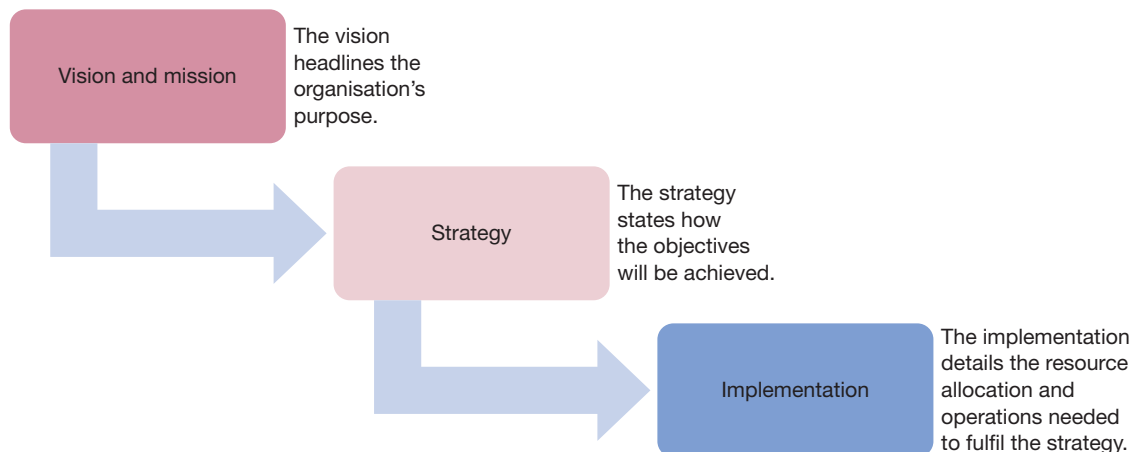 Vision and mission
The vision
headlines the
organisation’s
purpose.
Strategy
The strategy
states how
the objectives
will be achieved.
Implementation
The implementation
details the resource
allocation and
operations needed
to fulfil the strategy.